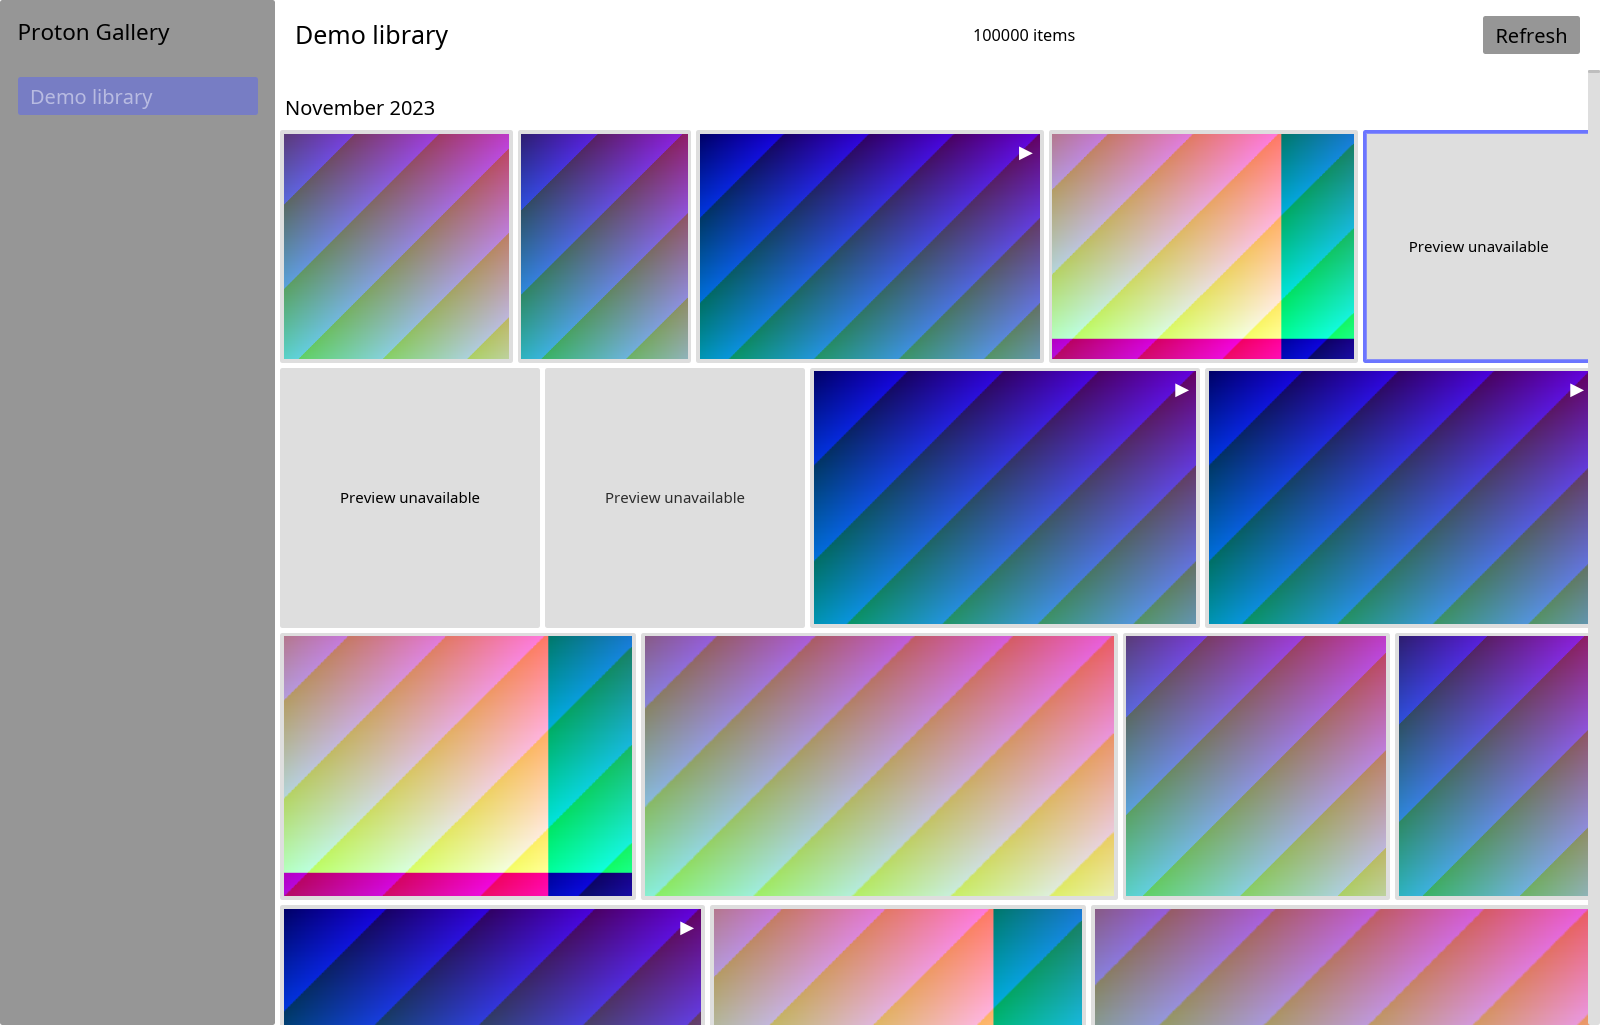 Proton Gallery
Demo library
Demo library
100000 items
Refresh
November 2023
Preview unavailable
Preview unavailable
Preview unavailable